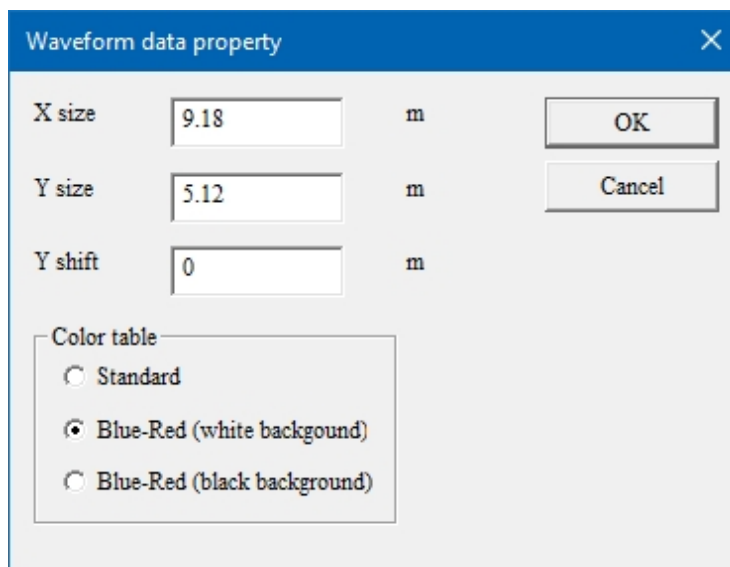 Waveform data property
X size 9.18 m OK
Y size 5.12 m Cancel
Y shift 0 m
Color table
Standard
Blue-Red (white backgound)
Blue-Red (black background)